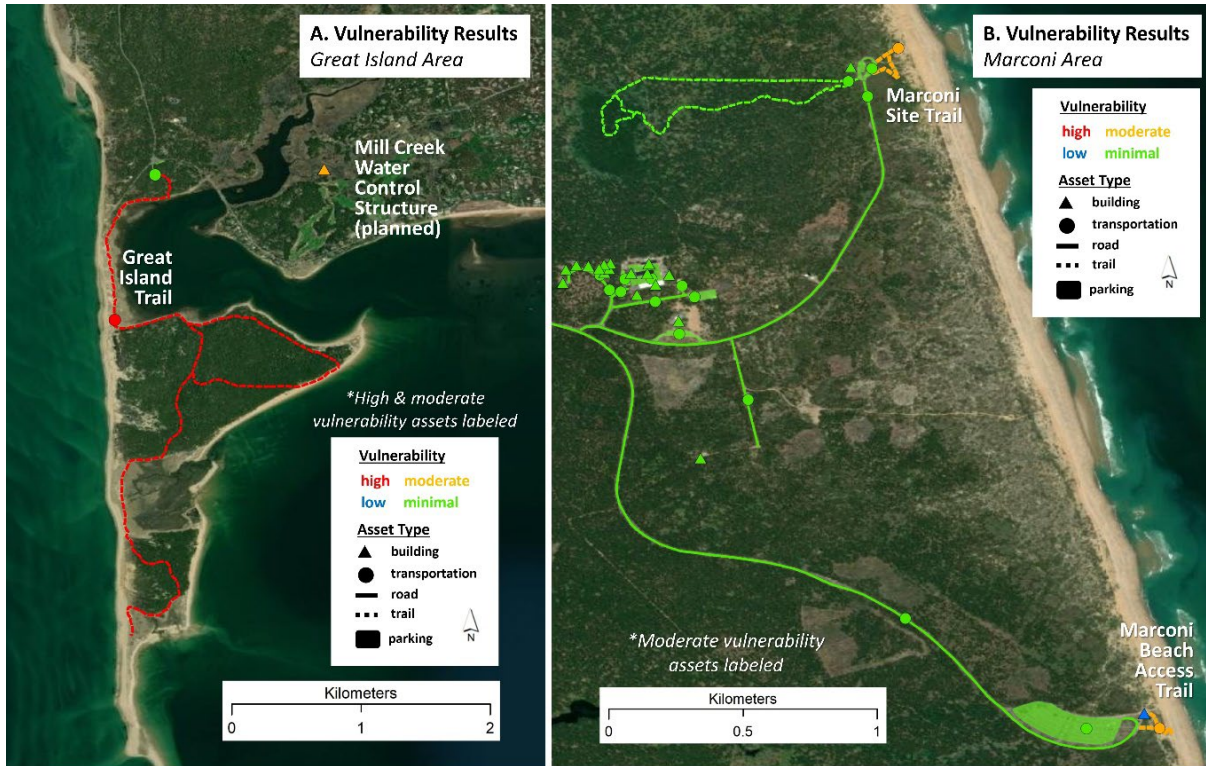 A. Vulnerability Results
Great Island Area
Mill Creek
Water
Control
Structure
(planned)
Great
Island
Trail
*High & moderate
vulnerability assets labeled
Vulnerability
high moderate
low minimal
Asset Type
building
transportation
road
trail
parking
N
Kilometers
0 1 2
B. Vulnerability Results
Marconi Area
Marconi
Site Trail
Vulnerability
high moderate
low minimal
Asset Type
building
transportation
road
trail
parking
N
*Moderate vulnerability
assets labeled
Marconi
Beach
Access
Trail
Kilometers
0 0.5 1